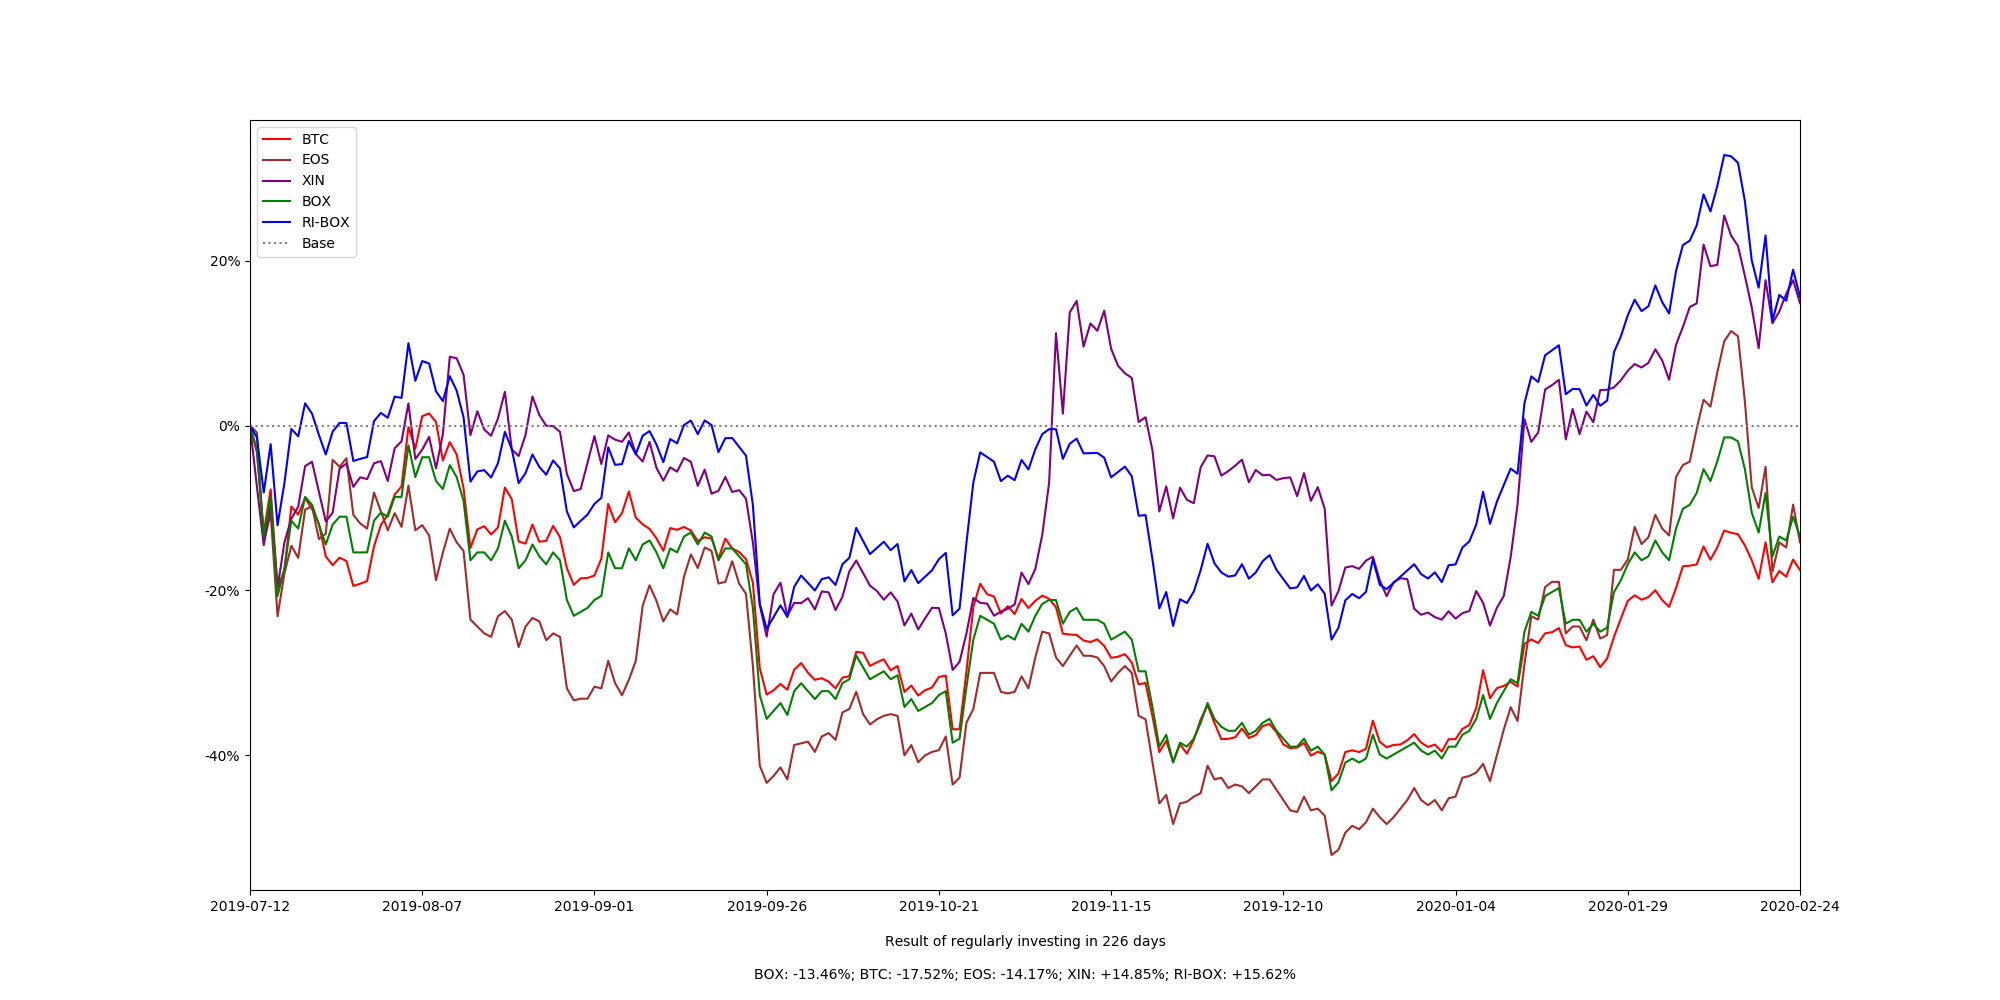 BTC
EOS
XIN
BOX
RI-BOX
Base
20%
0%
-20%
-40%
2019-07-12 2019-08-07 2019-09-01 2019-09-26 2019-10-21 2019-11-15 2019-12-10 2020-01-04 2020-01-29 2020-02-24
Result of regularly investing in 226 days
BOX: -13.46%; BTC: -17.52%; EOS: -14.17%; XIN: +14.85%; RI-BOX: +15.62%